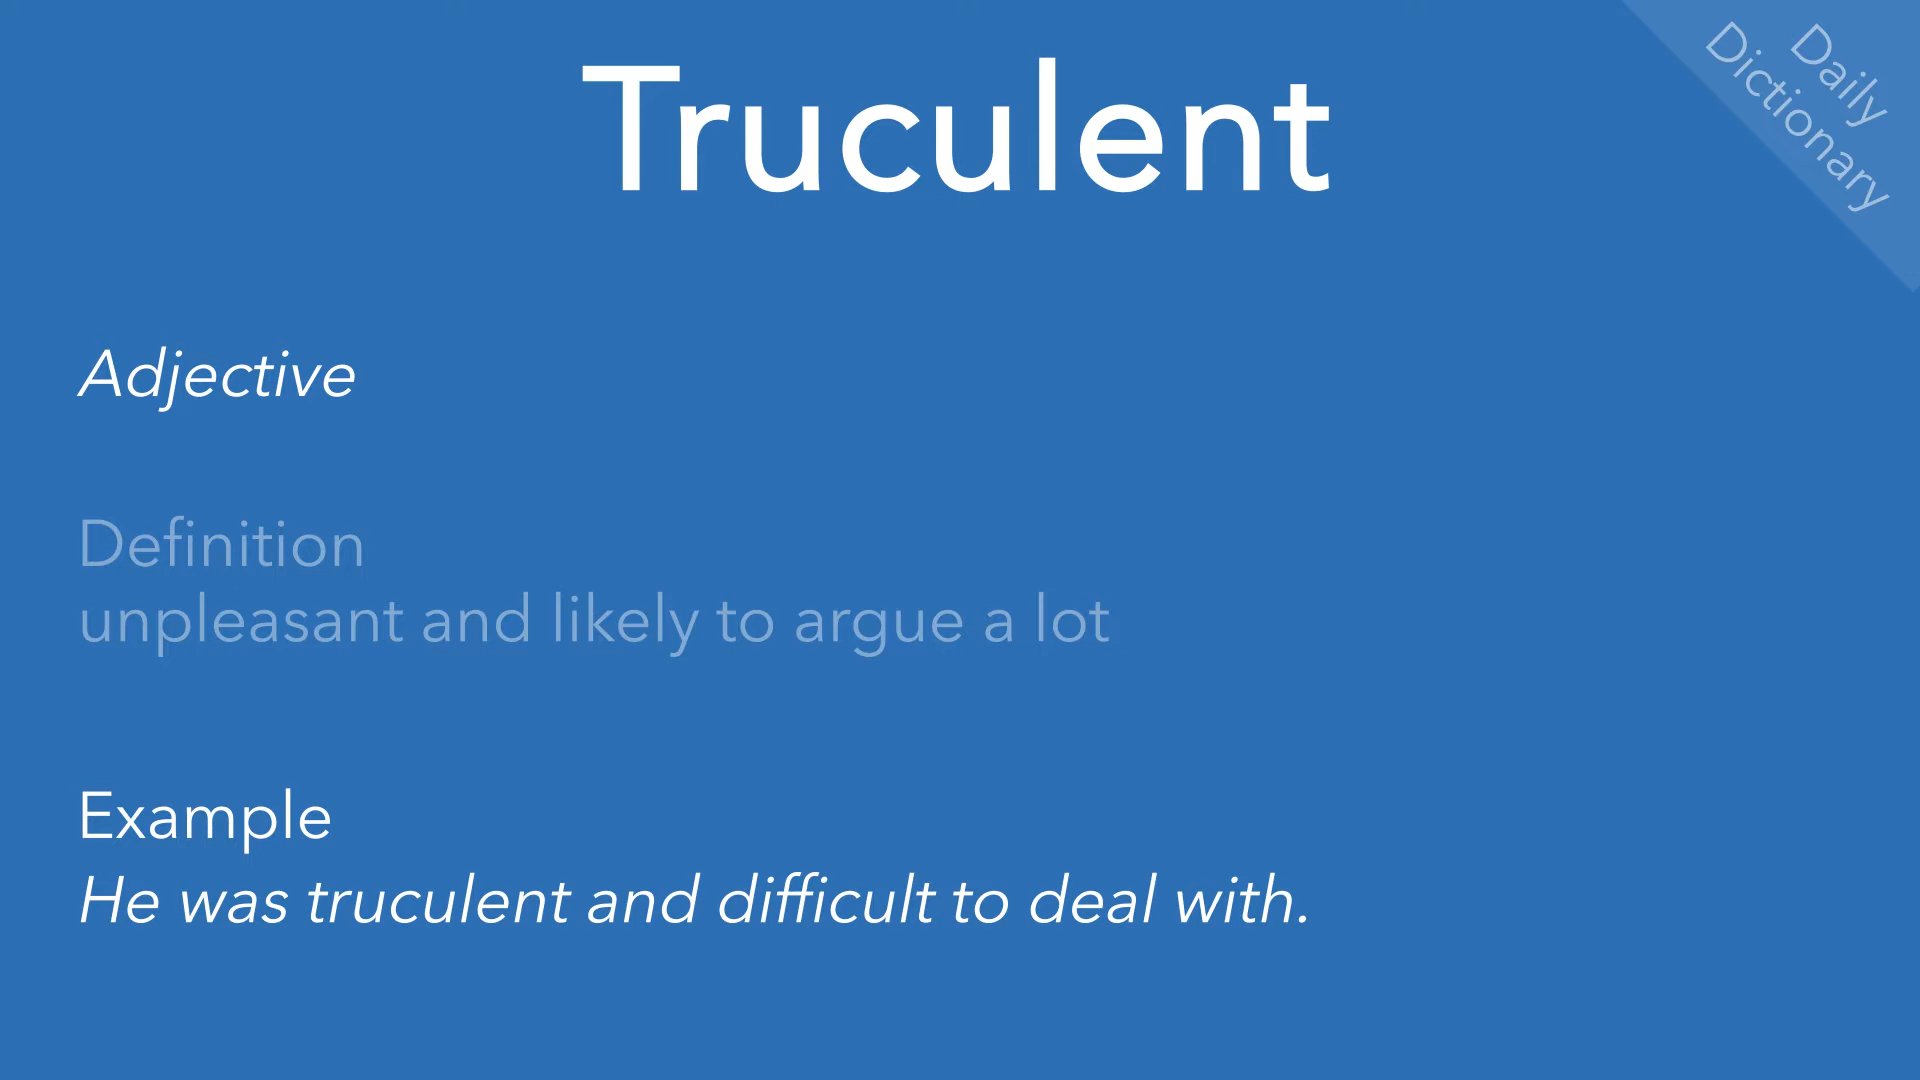 Truculent
Daily
Dictionary
Adjective
Definition
unpleasant and likely to argue a lot
Example
He was truculent and difficult to deal with.